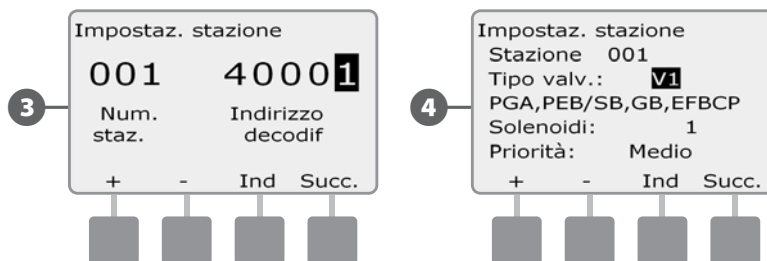 3
Impostaz. stazione
001 40001
Num. staz.
Indirizzo decodif
+ - Ind Succ.
4
Impostaz. stazione
Stazione 001
Tipo valv.: V1
PGA,PEB/SB,GB,EFBCP
Solenoidi: 1
Priorità: Medio
+ - Ind Succ.